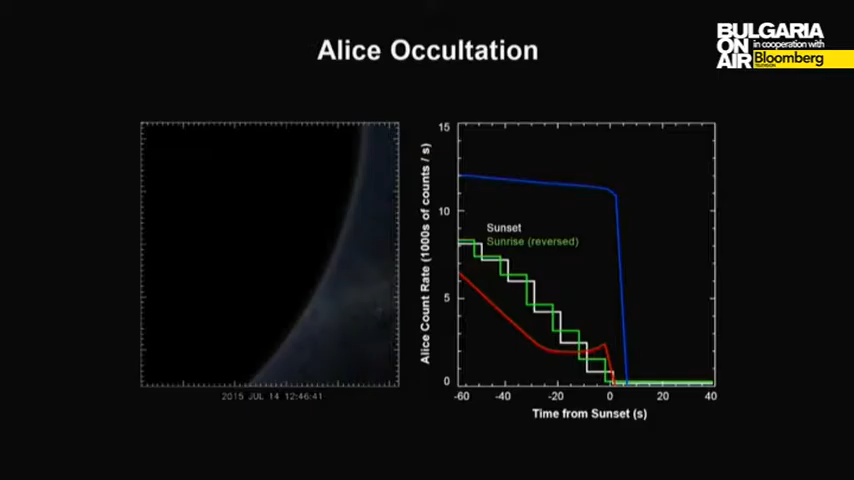 Alice Occultation
BULGARIA
ON in cooperation with
AIR Bloomberg
TELEVISION
2015 JUL 14 12:46:41
Alice Count Rate (1000s of counts / s)
15
10
5
0
Sunset
Sunrise (reversed)
-60 -40 -20 0 20 40
Time from Sunset (s)